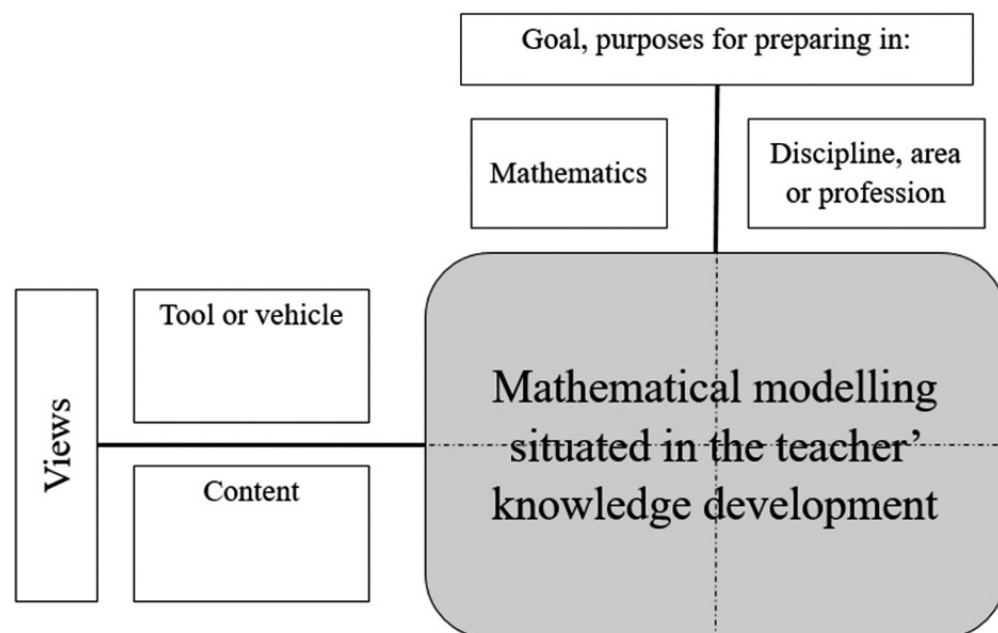 Goal, purposes for preparing in:
Mathematics
Discipline, area
or profession
Views
Tool or vehicle
Content
Mathematical modelling
situated in the teacher’
knowledge development